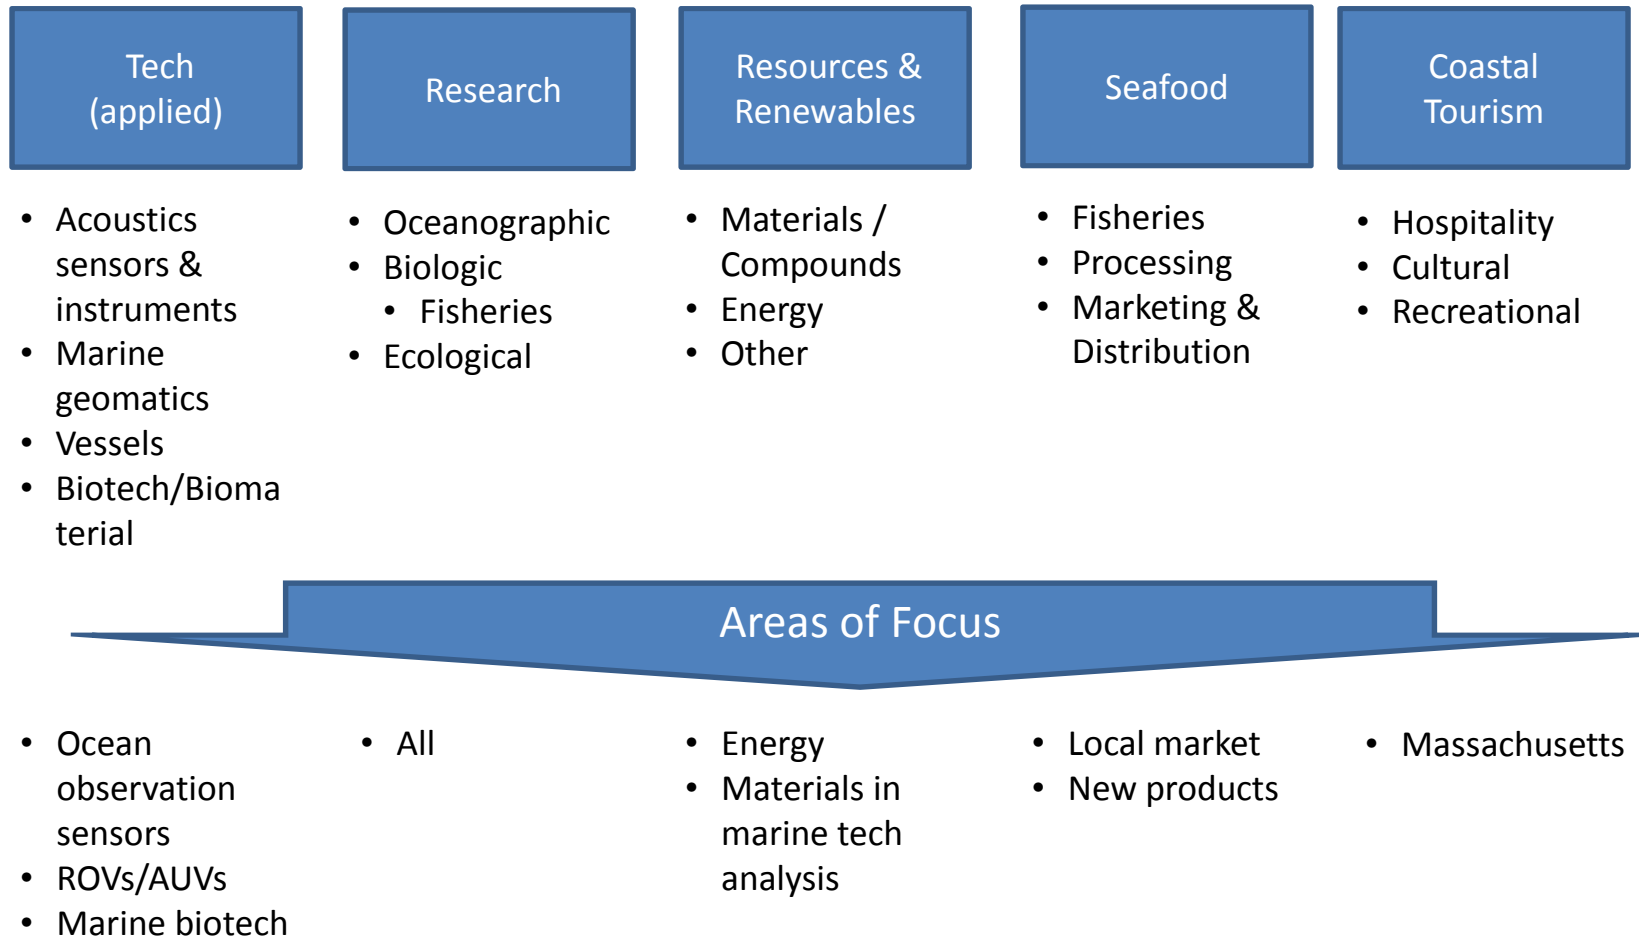 Tech
(applied)
Research
Resources &
Renewables
Seafood
Coastal
Tourism
• Acoustics
sensors &
instruments
• Marine
geomatics
• Vessels
• Biotech/Bioma
terial
• Oceanographic
• Biologic
• Fisheries
• Ecological
• Materials /
Compounds
• Energy
• Other
• Fisheries
• Processing
• Marketing &
Distribution
• Hospitality
• Cultural
• Recreational
Areas of Focus
• Ocean
observation
sensors
• ROVs/AUVs
• Marine biotech
• All
• Energy
• Materials in
marine tech
analysis
• Local market
• New products
• Massachusetts